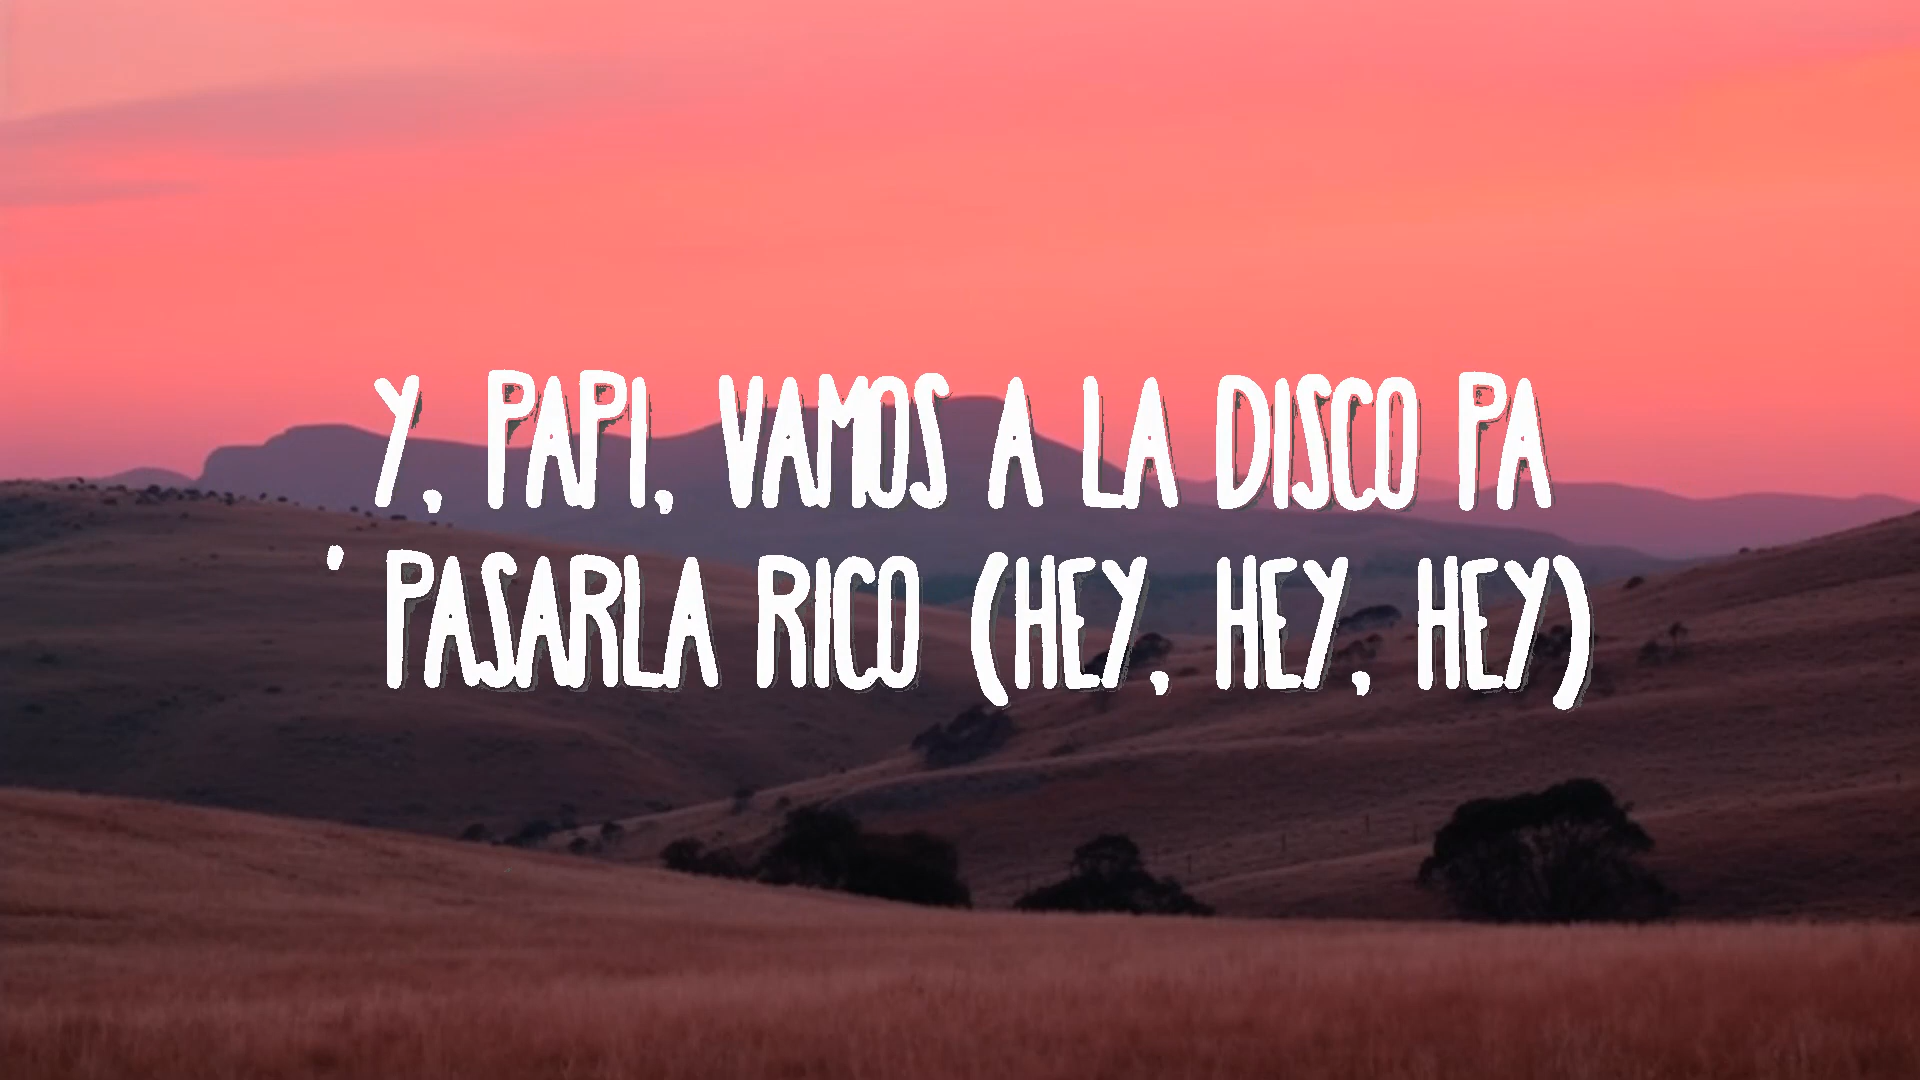 Y, PAPI, VAMOS A LA DISCO PA
' PASARLA RICO (HEY, HEY, HEY)